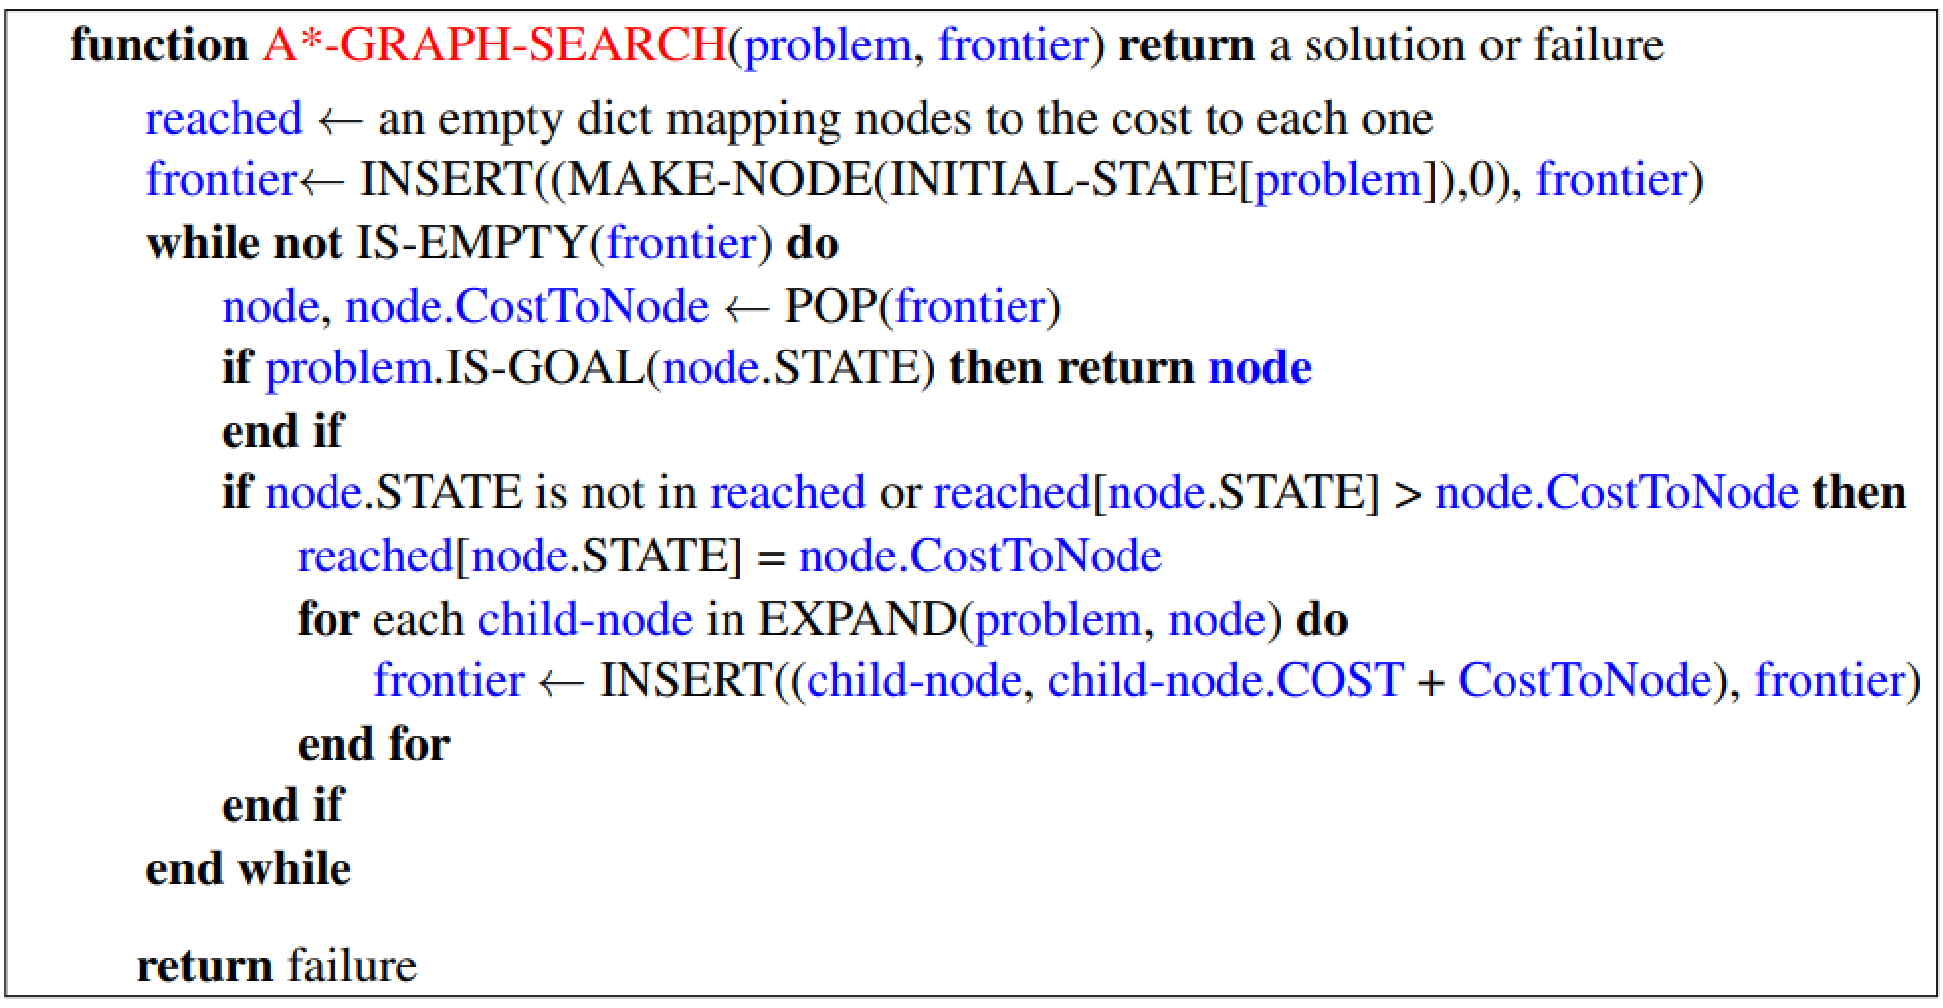 function A*-GRAPH-SEARCH(problem, frontier) return a solution or failure
reached ← an empty dict mapping nodes to the cost to each one
frontier← INSERT((MAKE-NODE(INITIAL-STATE[problem]),0), frontier)
while not IS-EMPTY(frontier) do
node, node.CostToNode ← POP(frontier)
if problem.IS-GOAL(node.STATE) then return node
end if
if node.STATE is not in reached or reached[node.STATE] > node.CostToNode then
reached[node.STATE] = node.CostToNode
for each child-node in EXPAND(problem, node) do
frontier ← INSERT((child-node, child-node.COST + CostToNode), frontier)
end for
end if
end while
return failure